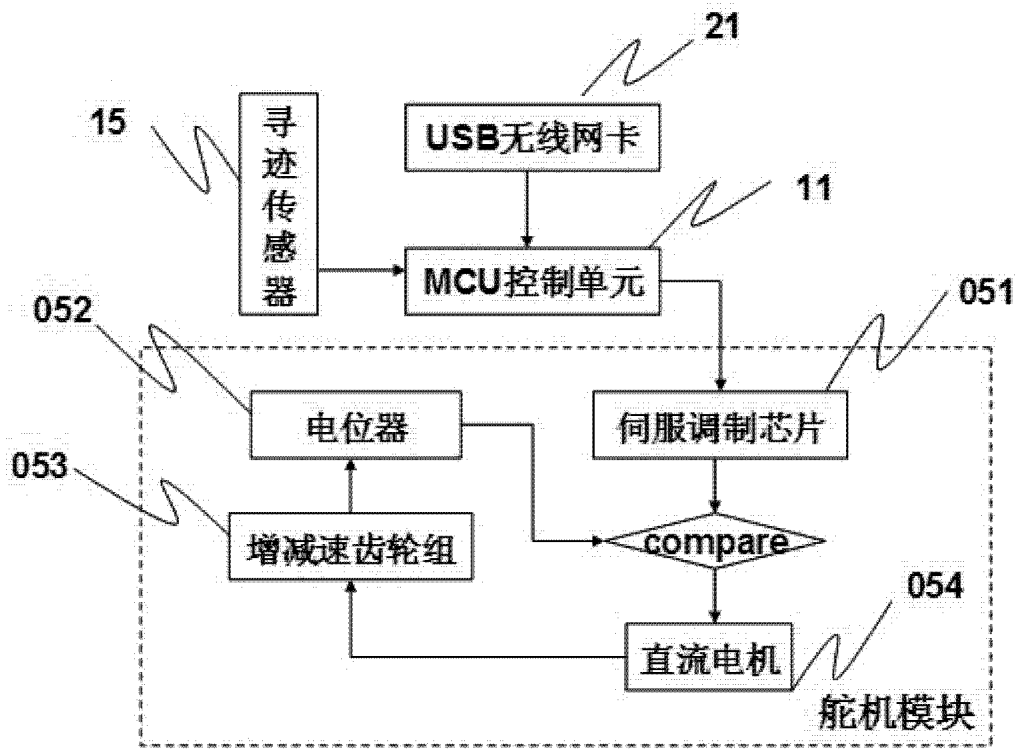 21
15
寻迹传感器
USB无线网卡
11
MCU控制单元
052
051
电位器
伺服调制芯片
053
增减速齿轮组
compare
054
直流电机
舵机模块